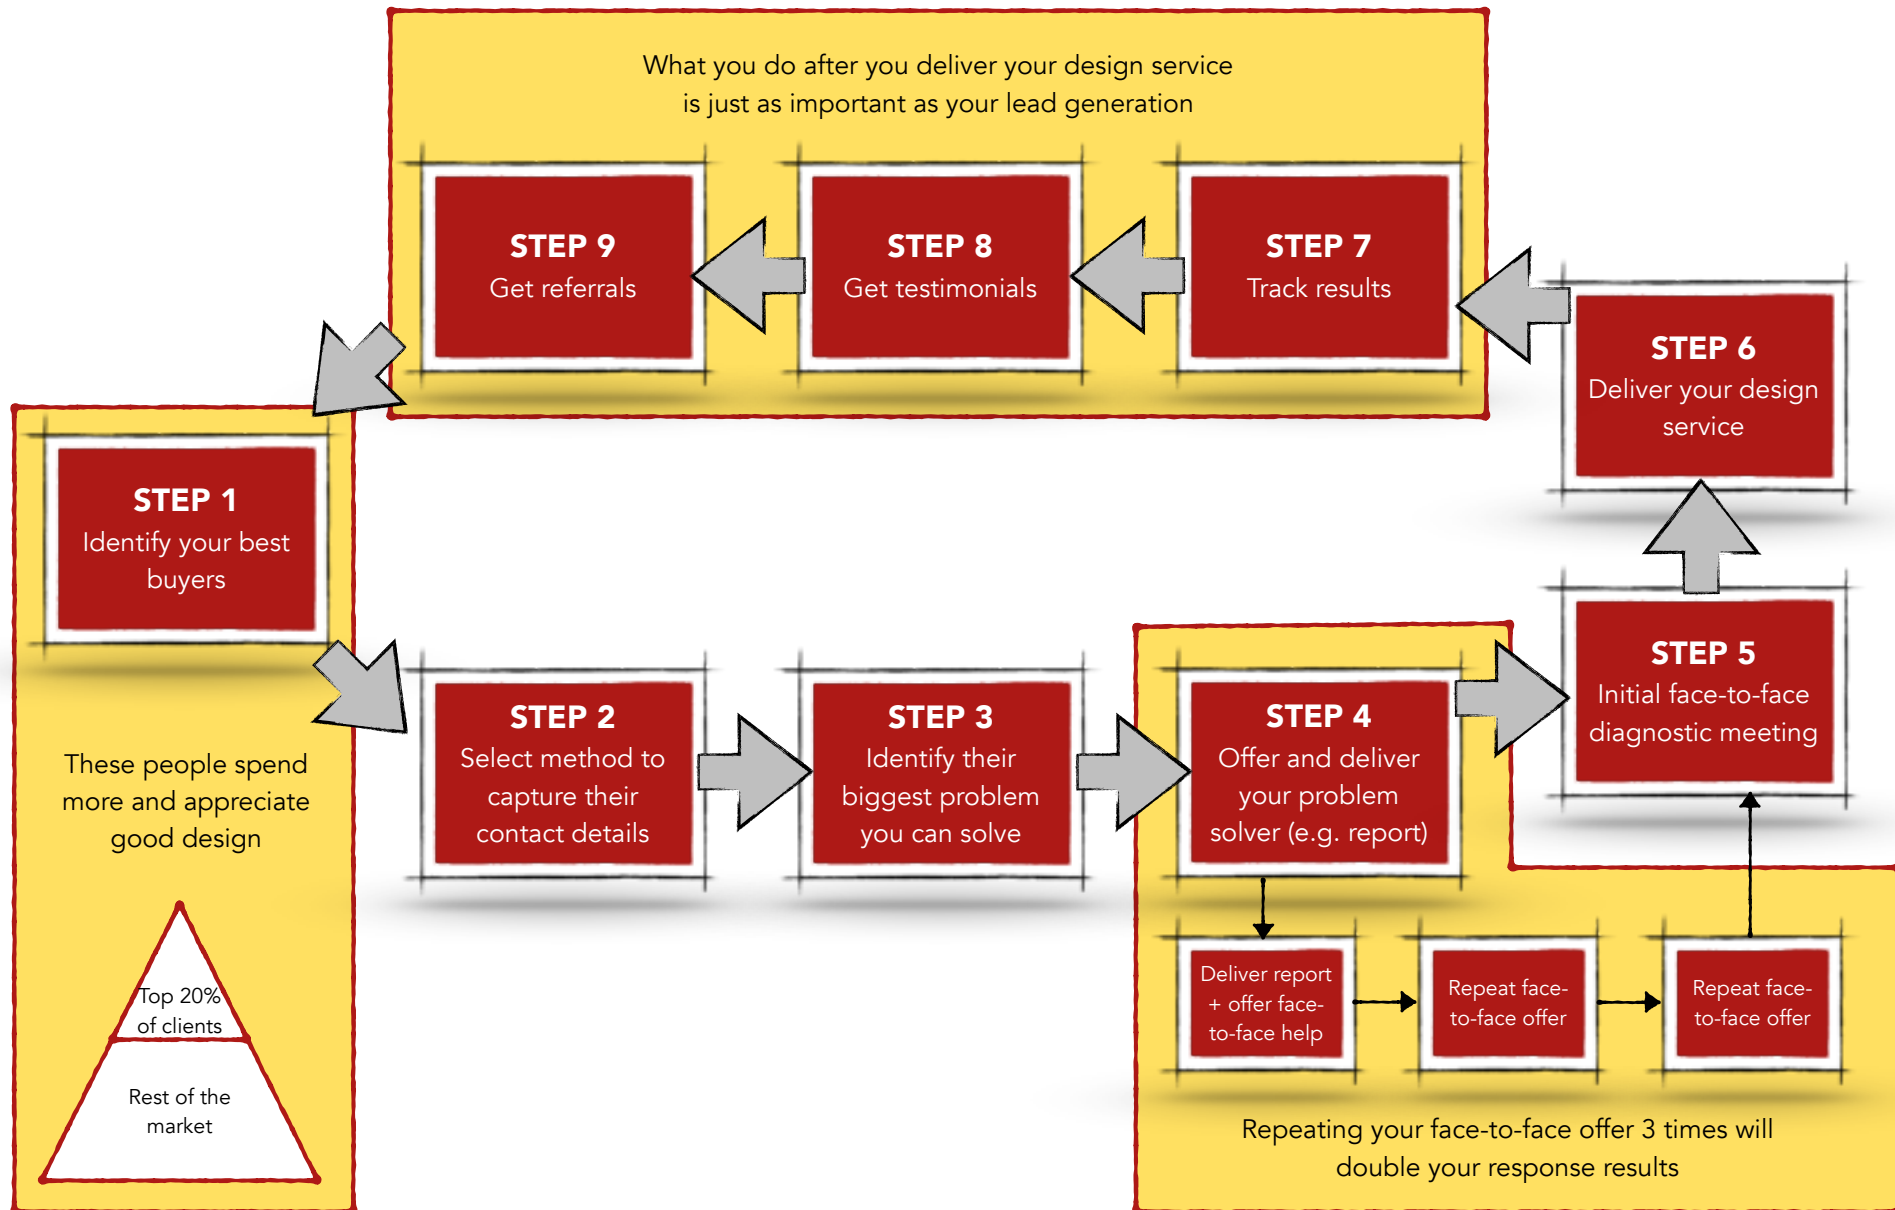 What you do after you deliver your design service
is just as important as your lead generation
STEP 9
Get referrals
STEP 8
Get testimonials
STEP 7
Track results
STEP 6
Deliver your design
service
STEP 1
Identify your best
buyers
These people spend
more and appreciate
good design
Top 20%
of clients
Rest of the
market
STEP 2
Select method to
capture their
contact details
STEP 3
Identify their
biggest problem
you can solve
STEP 4
Offer and deliver
your problem
solver (e.g. report)
STEP 5
Initial face-to-face
diagnostic meeting
Deliver report
+ offer face-
to-face help
Repeat face-
to-face offer
Repeat face-
to-face offer
Repeating your face-to-face offer 3 times will
double your response results